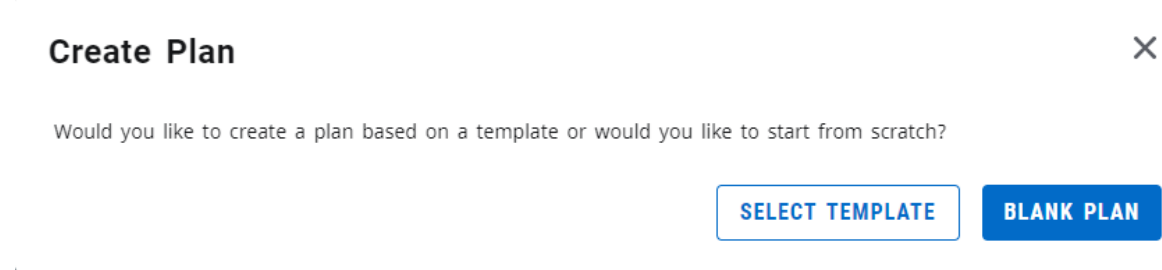 Create Plan
Would you like to create a plan based on a template or would you like to start from scratch?
SELECT TEMPLATE
BLANK PLAN